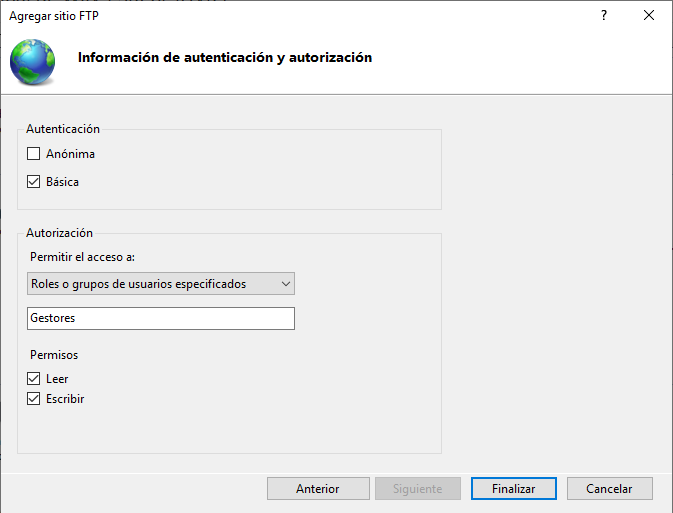 Agregar sitio FTP
?
Información de autenticación y autorización
Autenticación
Anónima
Básica
Autorización
Permitir el acceso a:
Roles o grupos de usuarios especificados
Gestores
Permisos
Leer
Escribir
Anterior Siguiente Finalizar Cancelar